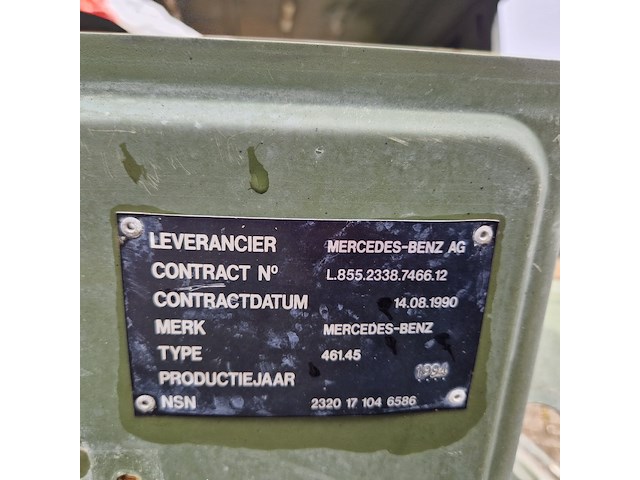 LEVERANCIER MERCEDES-BENZ AG
CONTRACT Nº L.855.2338.7466.12
CONTRACTDATUM 14.08.1990
MERK MERCEDES-BENZ
TYPE 461.45
PRODUCTIEJAAR 1994
NSN 2320 17 104 6586